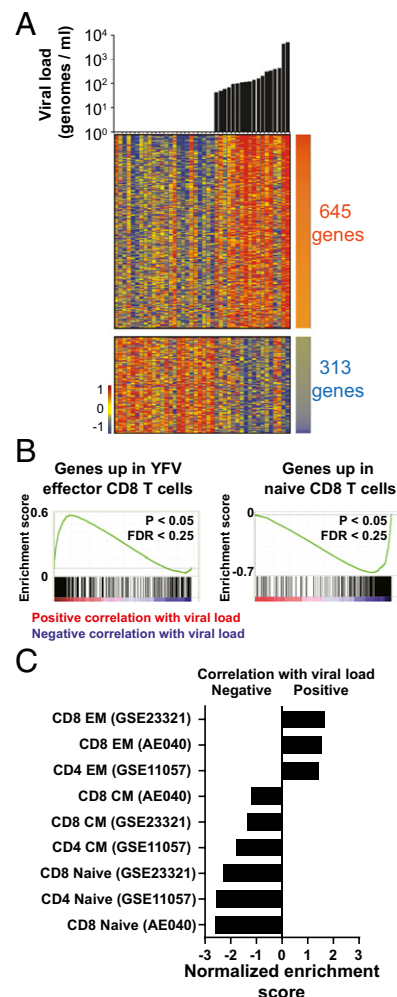 A
Viral load
(genomes / ml)
10⁴
10³
10²
10¹
10⁰
645
genes
313
genes
1
0
-1
B
Genes up in YFV
effector CD8 T cells
Genes up in
naive CD8 T cells
Enrichment score
0.6
0
P < 0.05
FDR < 0.25
Enrichment score
0
-0.7
P < 0.05
FDR < 0.25
Positive correlation with viral load
Negative correlation with viral load
C
Correlation with viral load
Negative Positive
CD8 EM (GSE23321)
CD8 EM (AE040)
CD4 EM (GSE11057)
CD8 CM (AE040)
CD8 CM (GSE23321)
CD4 CM (GSE11057)
CD8 Naive (GSE23321)
CD4 Naive (GSE11057)
CD8 Naive (AE040)
-3 -2 -1 0 1 2 3
Normalized enrichment
score